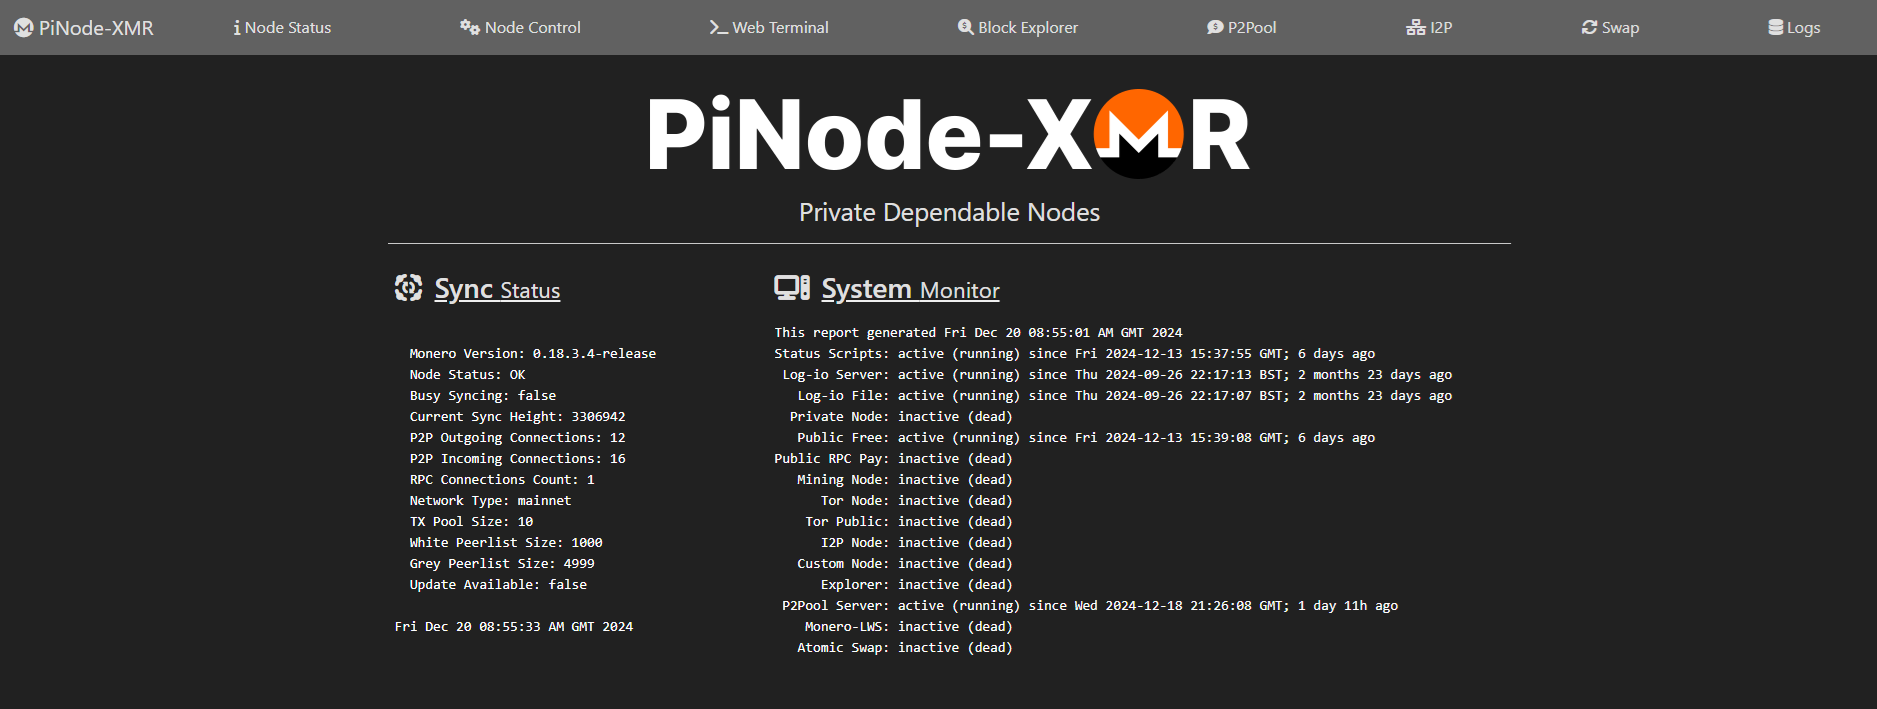 PiNode-XMR Node Status Node Control Web Terminal Block Explorer P2Pool I2P Swap Logs
PiNode-XMR
Private Dependable Nodes
Sync Status
Monero Version: 0.18.3.4-release
Node Status: OK
Busy Syncing: false
Current Sync Height: 3306942
P2P Outgoing Connections: 12
P2P Incoming Connections: 16
RPC Connections Count: 1
Network Type: mainnet
TX Pool Size: 10
White Peerlist Size: 1000
Grey Peerlist Size: 4999
Update Available: false
Fri Dec 20 08:55:33 AM GMT 2024
System Monitor
This report generated Fri Dec 20 08:55:01 AM GMT 2024
Status Scripts: active (running) since Fri 2024-12-13 15:37:55 GMT; 6 days ago
Log-io Server: active (running) since Thu 2024-09-26 22:17:13 BST; 2 months 23 days ago
Log-io File: active (running) since Thu 2024-09-26 22:17:07 BST; 2 months 23 days ago
Private Node: inactive (dead)
Public Free: active (running) since Fri 2024-12-13 15:39:08 GMT; 6 days ago
Public RPC Pay: inactive (dead)
Mining Node: inactive (dead)
Tor Node: inactive (dead)
Tor Public: inactive (dead)
I2P Node: inactive (dead)
Custom Node: inactive (dead)
Explorer: inactive (dead)
P2Pool Server: active (running) since Wed 2024-12-18 21:26:08 GMT; 1 day 11h ago
Monero-LWS: inactive (dead)
Atomic Swap: inactive (dead)